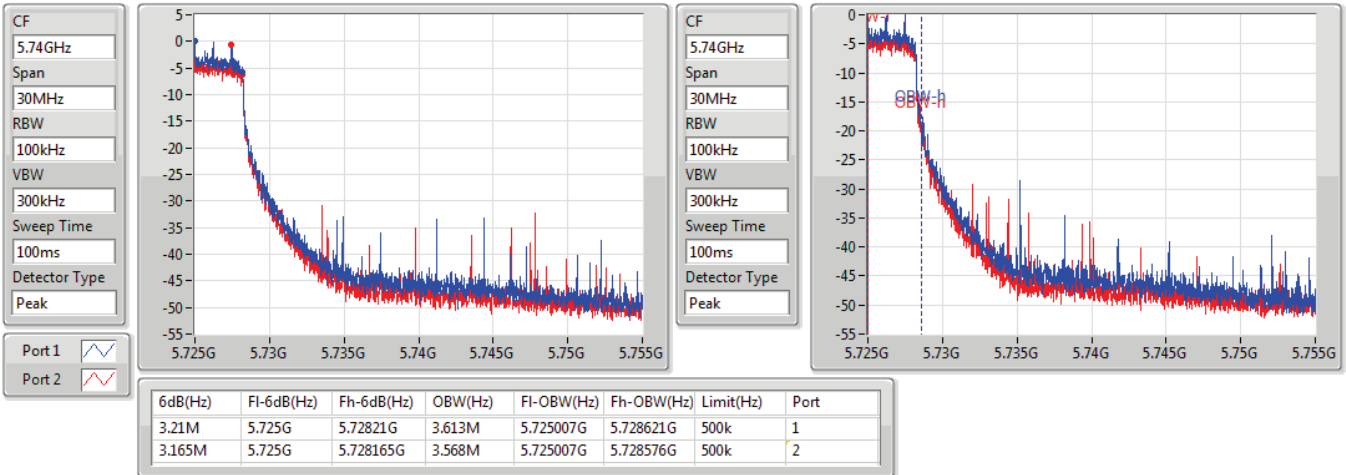 CF
5.74GHz
Span
30MHz
RBW
100kHz
VBW
300kHz
Sweep Time
100ms
Detector Type
Peak
Port 1
Port 2
5
0
-5
-10
-15
-20
-25
-30
-35
-40
-45
-50
-55
5.725G 5.73G 5.735G 5.74G 5.745G 5.75G 5.755G
CF
5.74GHz
Span
30MHz
RBW
100kHz
VBW
300kHz
Sweep Time
100ms
Detector Type
Peak
0
-5
-10
-15
-20
-25
-30
-35
-40
-45
-50
-55
OBW-h
OBW-h
5.725G 5.73G 5.735G 5.74G 5.745G 5.75G 5.755G
6dB(Hz) Fl-6dB(Hz) Fh-6dB(Hz) OBW(Hz) Fl-OBW(Hz) Fh-OBW(Hz) Limit(Hz) Port
3.21M 5.725G 5.72821G 3.613M 5.725007G 5.728621G 500k 1
3.165M 5.725G 5.728165G 3.568M 5.725007G 5.728576G 500k 2